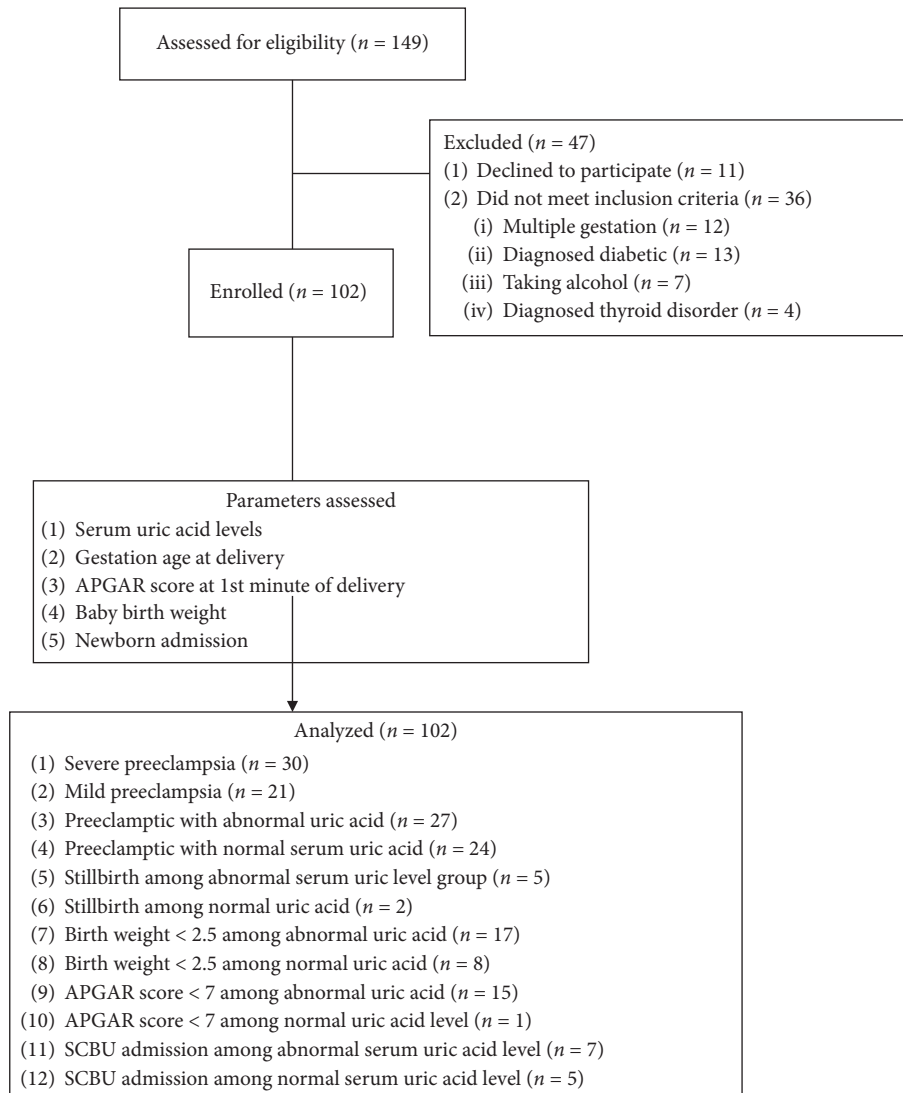 Assessed for eligibility (n = 149)
Excluded (n = 47)
(1) Declined to participate (n = 11)
(2) Did not meet inclusion criteria (n = 36)
(i) Multiple gestation (n = 12)
(ii) Diagnosed diabetic (n = 13)
(iii) Taking alcohol (n = 7)
(iv) Diagnosed thyroid disorder (n = 4)
Enrolled (n = 102)
Parameters assessed
(1) Serum uric acid levels
(2) Gestation age at delivery
(3) APGAR score at 1st minute of delivery
(4) Baby birth weight
(5) Newborn admission
Analyzed (n = 102)
(1) Severe preeclampsia (n = 30)
(2) Mild preeclampsia (n = 21)
(3) Preeclamptic with abnormal uric acid (n = 27)
(4) Preeclamptic with normal serum uric acid (n = 24)
(5) Stillbirth among abnormal serum uric level group (n = 5)
(6) Stillbirth among normal uric acid (n = 2)
(7) Birth weight < 2.5 among abnormal uric acid (n = 17)
(8) Birth weight < 2.5 among normal uric acid (n = 8)
(9) APGAR score < 7 among abnormal uric acid (n = 15)
(10) APGAR score < 7 among normal uric acid level (n = 1)
(11) SCBU admission among abnormal serum uric acid level (n = 7)
(12) SCBU admission among normal serum uric acid level (n = 5)